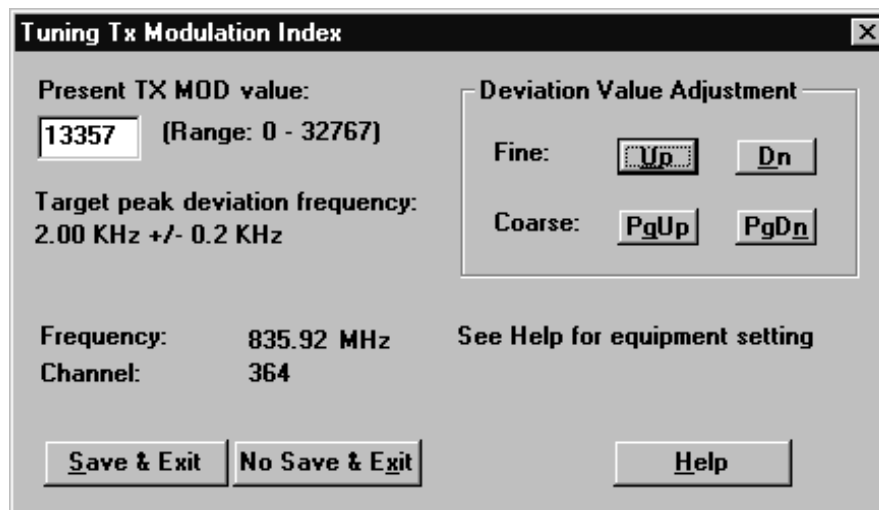 Tuning Tx Modulation Index
Present TX MOD value:
13357 (Range: 0 - 32767)
Target peak deviation frequency:
2.00 KHz +/- 0.2 KHz
Deviation Value Adjustment
Fine: Up Dn
Coarse: PgUp PgDn
Frequency: 835.92 MHz
Channel: 364
See Help for equipment setting
Save & Exit No Save & Exit Help